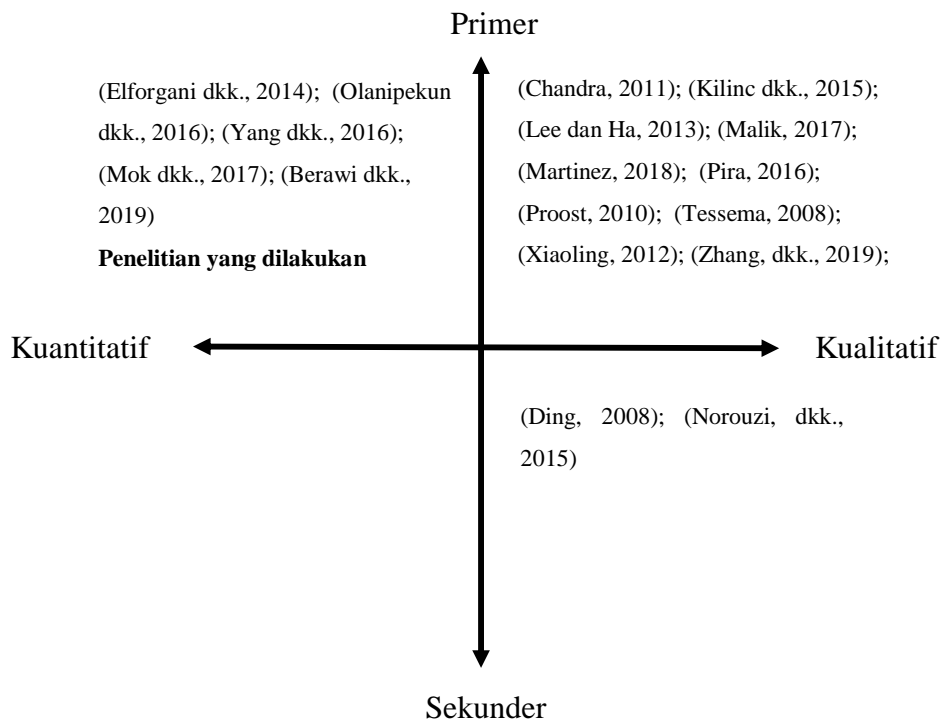 Primer
(Elforgani dkk., 2014); (Olanipekun
dkk., 2016); (Yang dkk., 2016);
(Mok dkk., 2017); (Berawi dkk.,
2019)
Penelitian yang dilakukan
(Chandra, 2011); (Kilinc dkk., 2015);
(Lee dan Ha, 2013); (Malik, 2017);
(Martinez, 2018); (Pira, 2016);
(Proost, 2010); (Tessema, 2008);
(Xiaoling, 2012); (Zhang, dkk., 2019);
Kuantitatif
Kualitatif
(Ding, 2008); (Norouzi, dkk.,
2015)
Sekunder